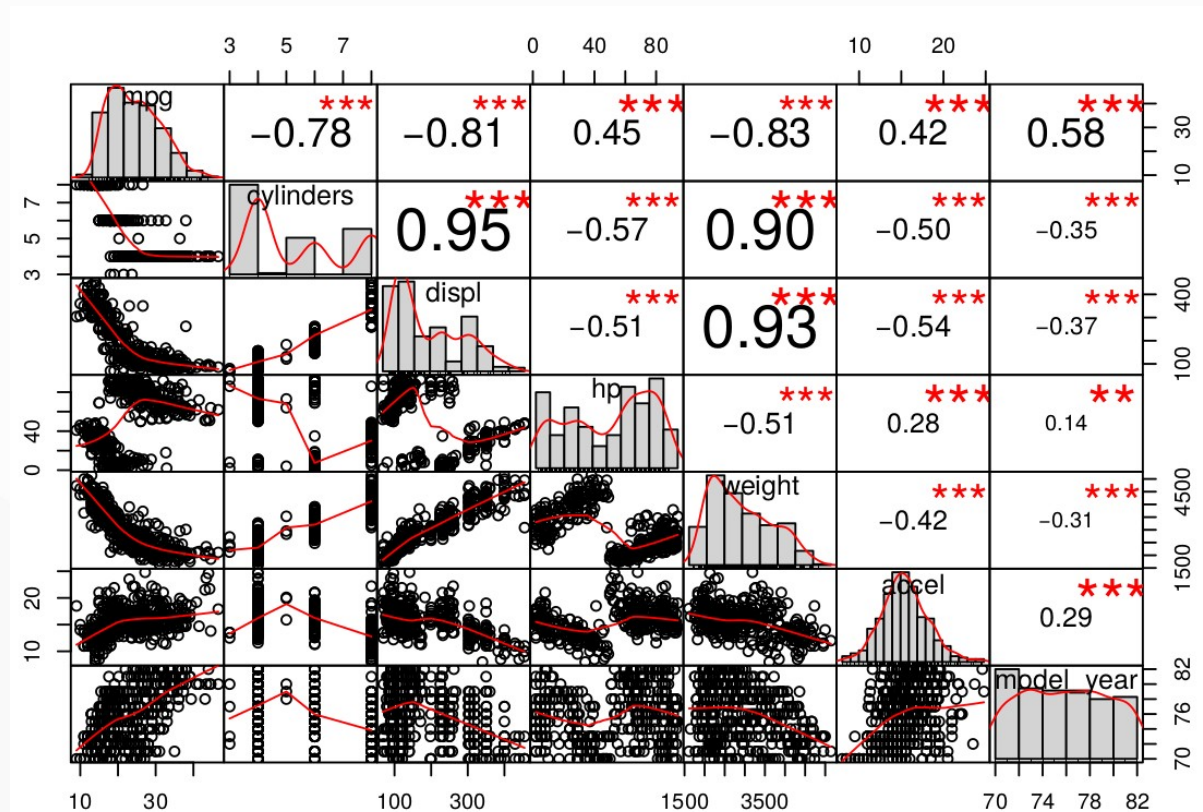 3 5 7 0 40 80 10 20
mpg *** −0.78 *** −0.81 *** 0.45 *** −0.83 *** 0.42 *** 0.58 10 30
3 5 7 cylinders *** 0.95 *** −0.57 *** 0.90 *** −0.50 *** −0.35
displ *** −0.51 *** 0.93 *** −0.54 *** −0.37 100 400
0 40 hp *** −0.51 *** 0.28 ** 0.14
weight *** −0.42 *** −0.31 1500 4500
10 20 accel *** 0.29
model_year 70 76 82
10 30 100 300 1500 3500 70 74 78 82